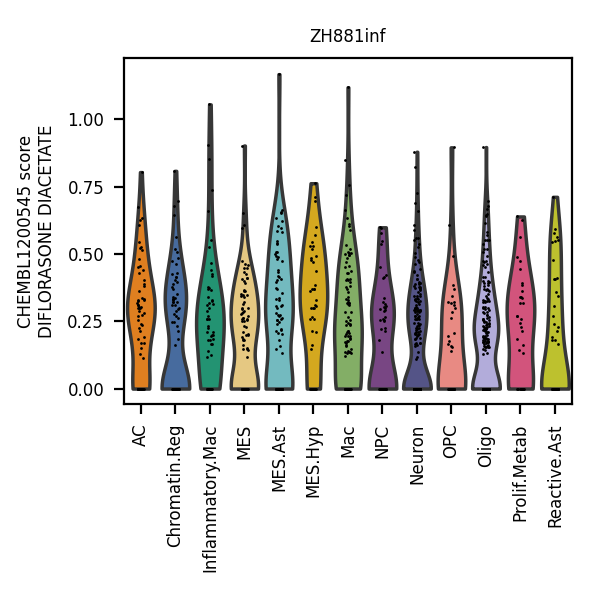 ZH881inf
CHEMBL1200545 score
DIFLORASONE DIACETATE
1.00
0.75
0.50
0.25
0.00
AC
Chromatin.Reg
Inflammatory.Mac
MES
MES.Ast
MES.Hyp
Mac
NPC
Neuron
OPC
Oligo
Prolif.Metab
Reactive.Ast